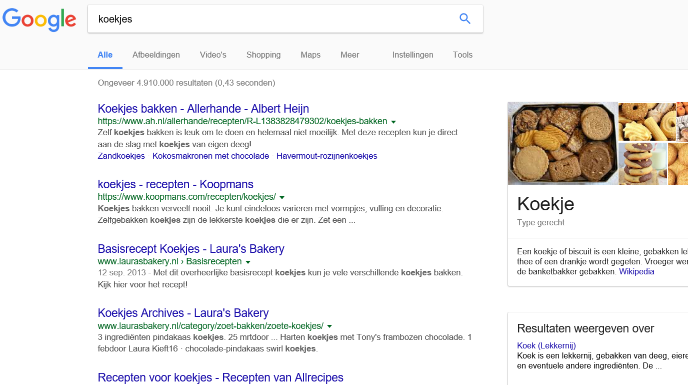 Google
koekjes
Alle Afbeeldingen Video's Shopping Maps Meer Instellingen Tools
Ongeveer 4.910.000 resultaten (0,43 seconden)
Koekjes bakken - Allerhande - Albert Heijn
https://www.ah.nl/allerhande/recepten/R-L1383828479302/koekjes-bakken
Zelf koekjes bakken is leuk om te doen en helemaal niet moeilijk. Met deze recepten kun je direct
aan de slag met koekjes van eigen deeg!
Zandkoekjes Kokosmakronen met chocolade Havermout-rozijnenkoekjes
koekjes - recepten - Koopmans
https://www.koopmans.com/recepten/koekjes/
Koekjes bakken verveelt nooit. Je kunt eindeloos varieren met vormpjes, vulling en decoratie.
Zelfgebakken koekjes zijn de lekkerste koekjes die er zijn. Zet een ...
Basisrecept Koekjes - Laura's Bakery
www.laurasbakery.nl › Basisrecepten
12 sep. 2013 - Met dit overheerlijke basisrecept koekjes kun je vele verschillende koekjes bakken.
Kijk hier voor het recept!
Koekjes Archives - Laura's Bakery
www.laurasbakery.nl/category/zoet-bakken/zoete-koekjes/
3 ingrediënten pindakaas koekjes. 25 mrtdoor ... Harten koekjes met Tony's frambozen chocolade. 1
febdoor Laura Kieft16 · chocolade-pindakaas swirl koekjes.
Recepten voor koekjes - Recepten van Allrecipes
Koekje
Type gerecht
Een koekje of biscuit is een kleine, gebakken le
thee of een drankje wordt gegeten. Vroeger wer
de banketbakker gebakken. Wikipedia
Resultaten weergeven over
Koek (Lekkernij)
Koek is een lekkernij, gebakken van deeg, eiere
en eventuele andere ingrediënten. De ...